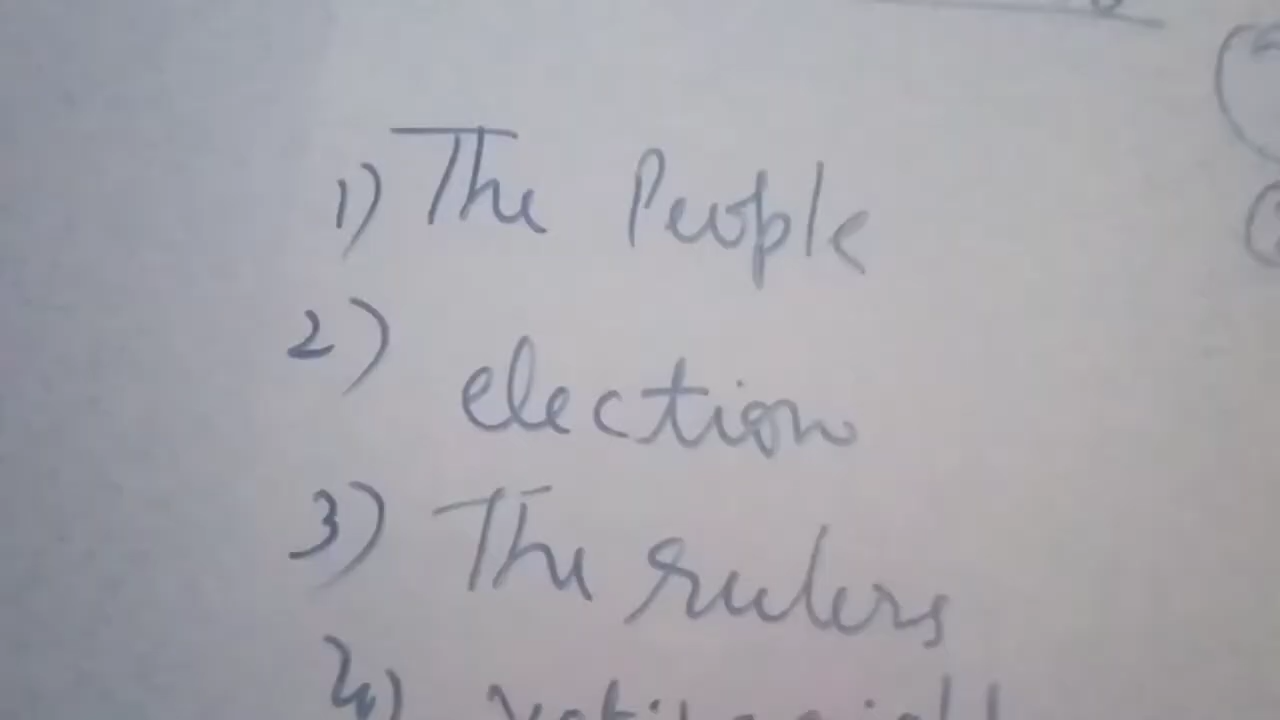 1) The People
2) election
3) The rulers
4)